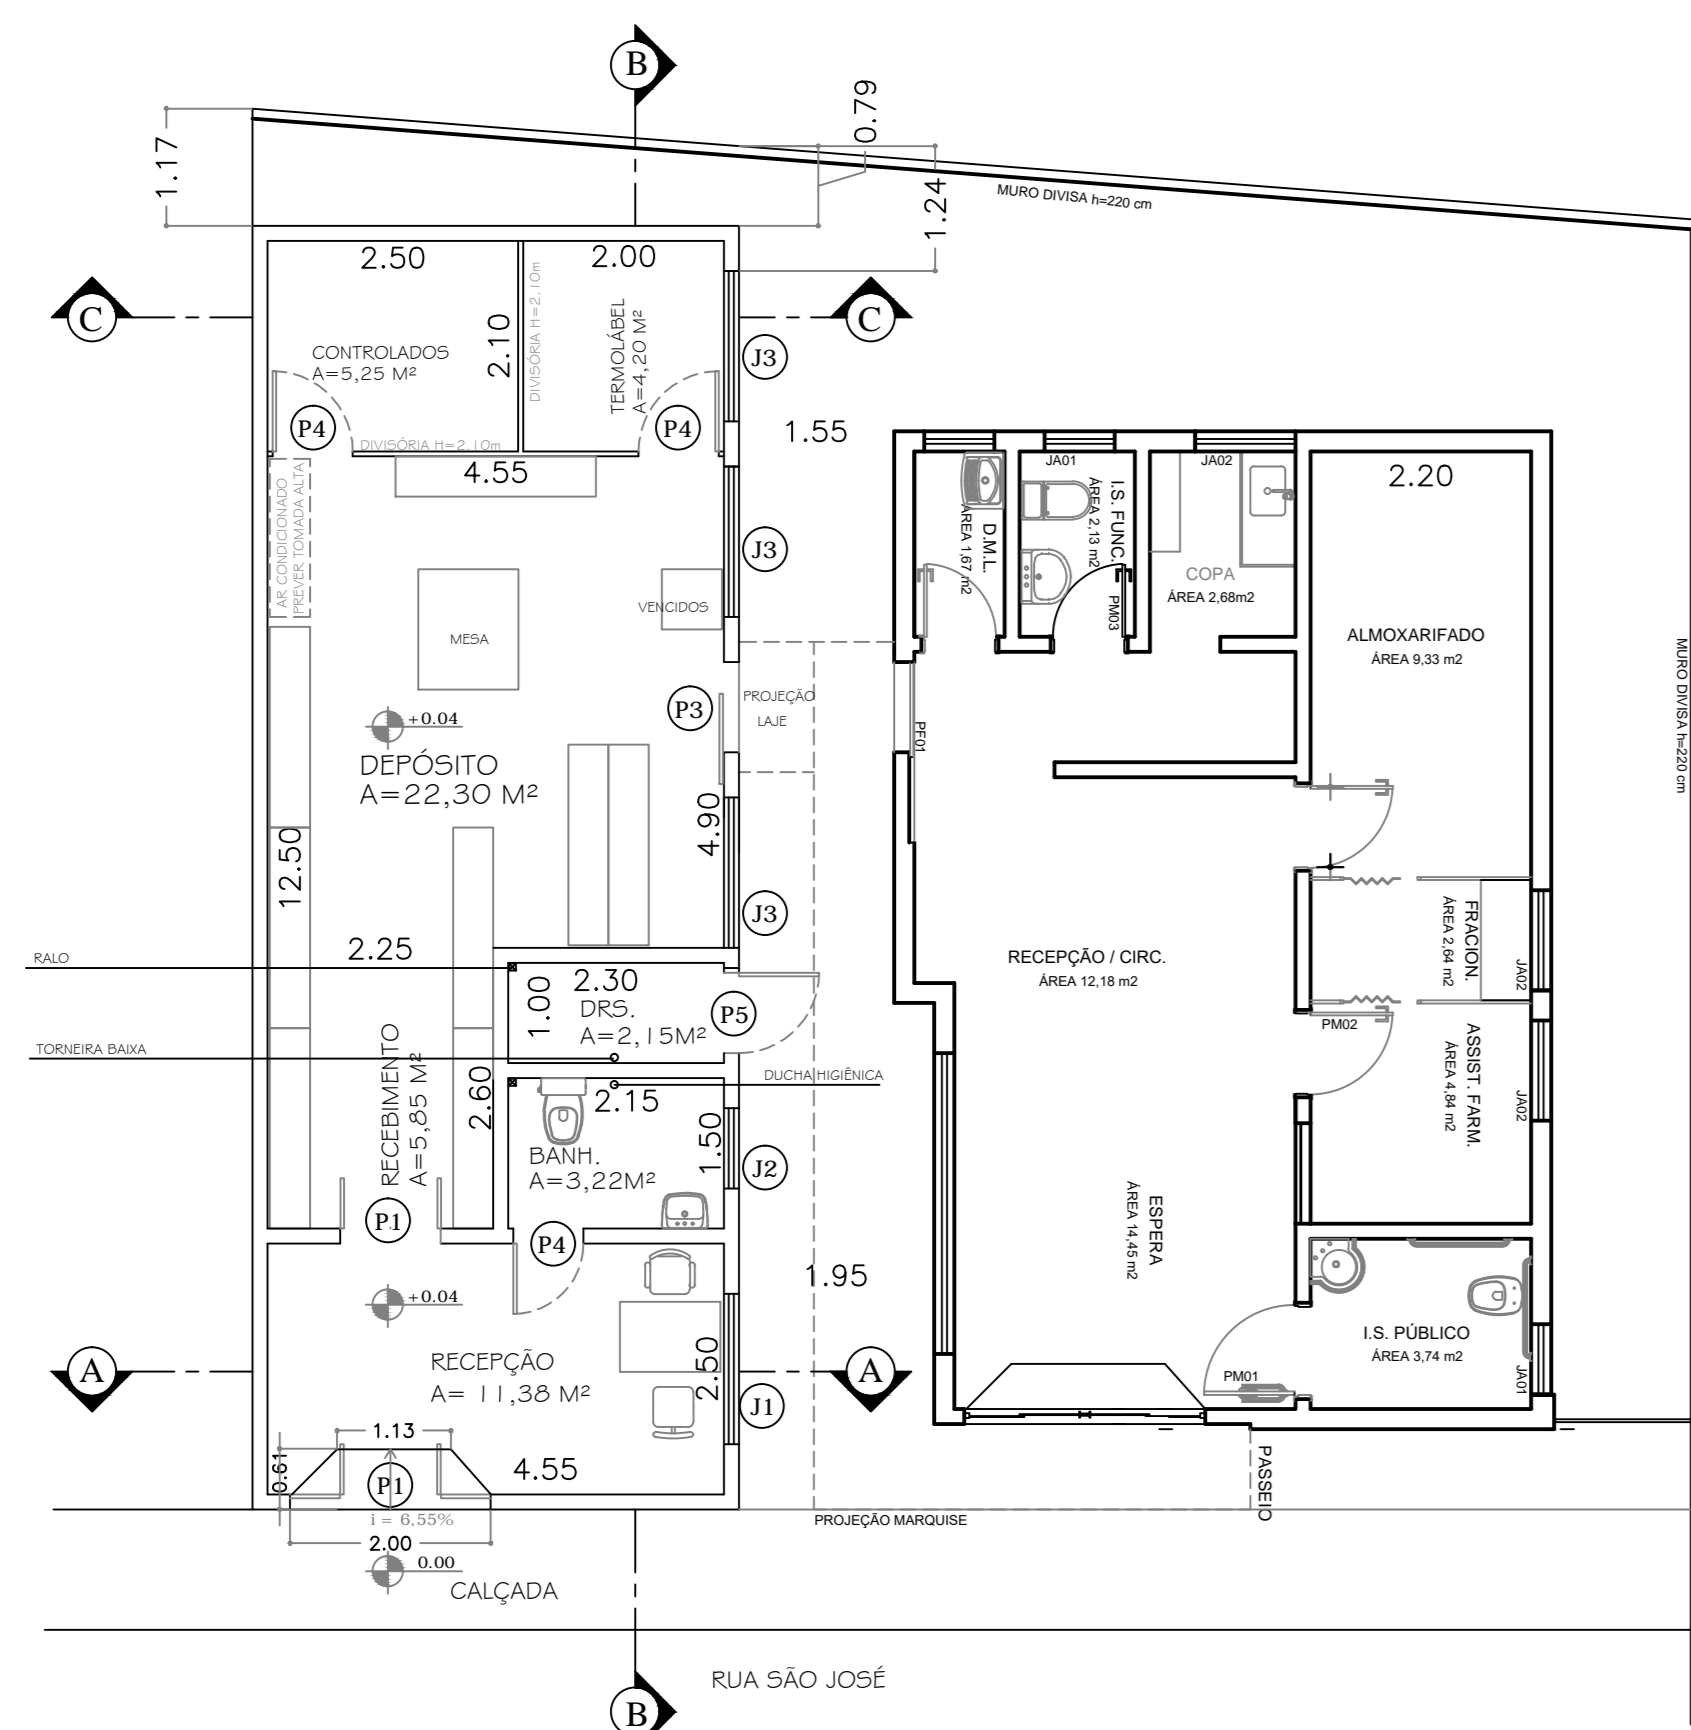 B
1.17
0.79
1.24
MURO DIVISA h=220 cm
2.50
2.00
C
C
CONTROLADOS
A=5,25 M²
2.10
DIVISÓRIA H=2.10m
TERMOLÁBEL
A=4,20 M²
J3
P4
P4
DIVISÓRIA H=2.10m
1.55
4.55
AR CONDICIONADO
PREVER TOMADA ALTA
J3
VENCIDOS
MESA
P3
PROJEÇÃO
LAJE
+0.04
DEPÓSITO
A=22,30 M²
4.90
12.50
J3
2.25
RALO
2.30
1.00
DRS.
A=2,15M²
P5
TORNEIRA BAIXA
DUCHA HIGIÊNICA
RECEBIMENTO
A=5,85 M²
2.60
2.15
1.50
BANH.
A=3,22M²
J2
P1
P4
1.95
+0.04
RECEPÇÃO
A= 11,38 M²
2.50
A
A
J1
1.13
0.61
P1
4.55
i = 6,55%
2.00
0.00
CALÇADA
PROJEÇÃO MARQUISE
PASSEIO
RUA SÃO JOSÉ
B
JA01
JA02
2.20
D.M.L.
ÁREA 1,67 m2
I.S. FUNC.
ÁREA 2,13 m2
PM03
COPA
ÁREA 2,68m2
ALMOXARIFADO
ÁREA 9,33 m2
MURO DIVISA h=220 cm
PF01
RECEPÇÃO / CIRC.
ÁREA 12,18 m2
FRACION.
ÁREA 2,64 m2
JA02
PM02
ASSIST. FARM.
ÁREA 4,84 m2
JA02
ESPERA
ÁREA 14,45 m2
I.S. PÚBLICO
ÁREA 3,74 m2
PM01
JA01